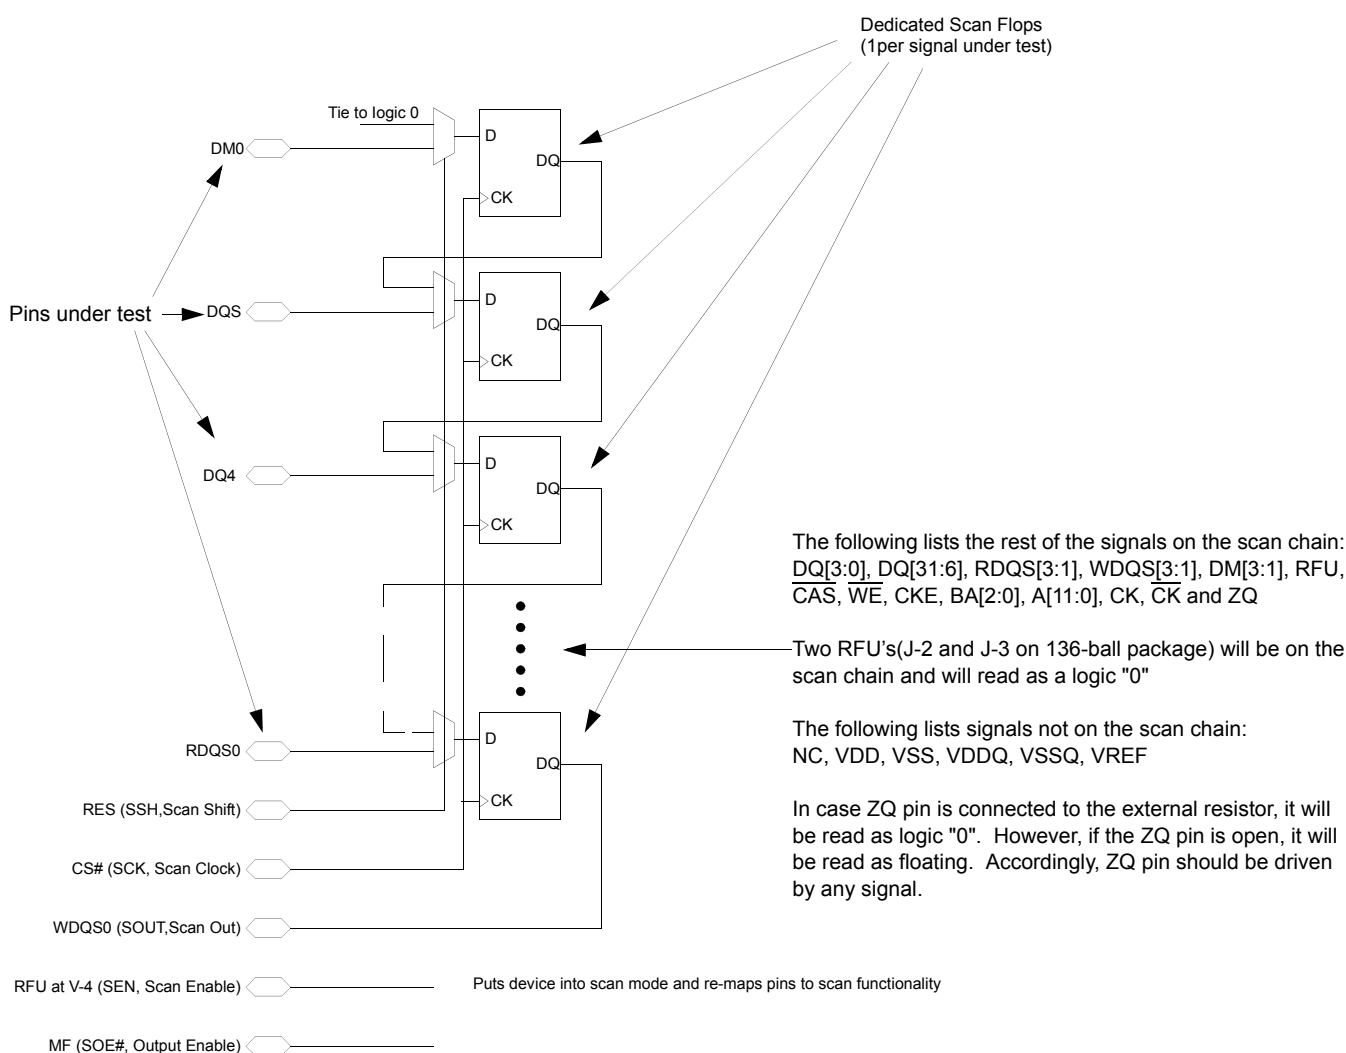 Dedicated Scan Flops
(1per signal under test)
Tie to logic 0
DM0
D
DQ
CK
Pins under test
DQS
D
DQ
CK
DQ4
D
DQ
CK
The following lists the rest of the signals on the scan chain:
DQ[3:0], DQ[31:6], RDQS[3:1], WDQS[3:1], DM[3:1], RFU,
CAS, WE, CKE, BA[2:0], A[11:0], CK, CK and ZQ
Two RFU's(J-2 and J-3 on 136-ball package) will be on the
scan chain and will read as a logic "0"
The following lists signals not on the scan chain:
NC, VDD, VSS, VDDQ, VSSQ, VREF
In case ZQ pin is connected to the external resistor, it will
be read as logic "0".  However, if the ZQ pin is open, it will
be read as floating.  Accordingly, ZQ pin should be driven
by any signal.
RDQS0
D
DQ
CK
RES (SSH,Scan Shift)
CS# (SCK, Scan Clock)
WDQS0 (SOUT,Scan Out)
RFU at V-4 (SEN, Scan Enable)
Puts device into scan mode and re-maps pins to scan functionality
MF (SOE#, Output Enable)